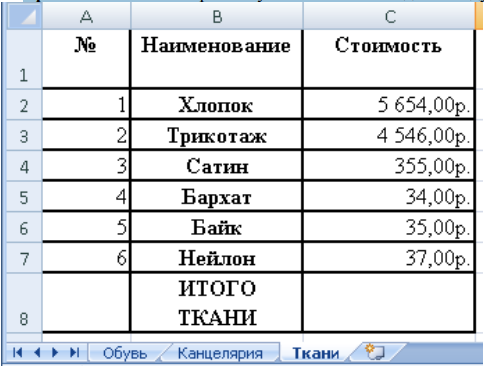 A B C
1 № Наименование Стоимость
2 1 Хлопок 5 654,00р.
3 2 Трикотаж 4 546,00р.
4 3 Сатин 355,00р.
5 4 Бархат 34,00р.
6 5 Байк 35,00р.
7 6 Нейлон 37,00р.
ИТОГО
8 ТКАНИ
Обувь Канцелярия Ткани